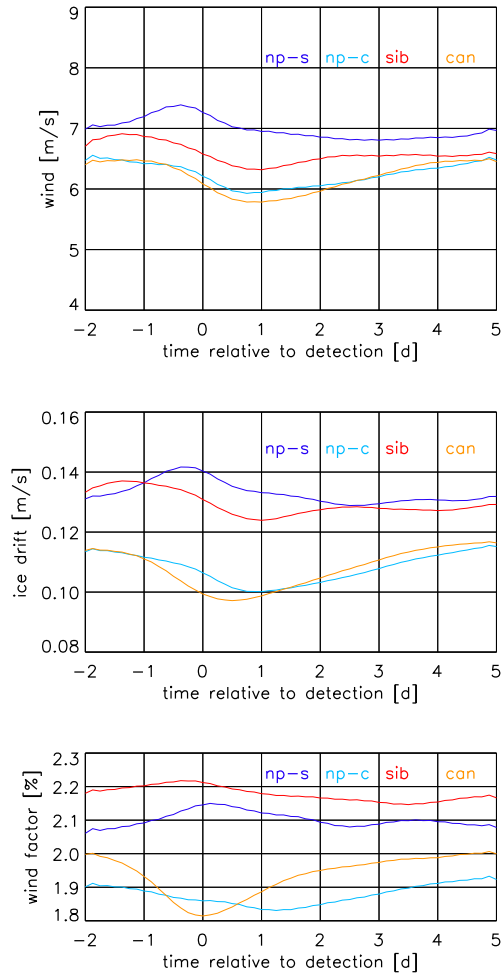 9
np-s np-c sib can
8
7
6
5
4
wind [m/s]
-2 -1 0 1 2 3 4 5
time relative to detection [d]
0.16
np-s np-c sib can
0.14
0.12
0.10
0.08
ice drift [m/s]
-2 -1 0 1 2 3 4 5
time relative to detection [d]
2.3
np-s np-c sib can
2.2
2.1
2.0
1.9
1.8
wind factor [%]
-2 -1 0 1 2 3 4 5
time relative to detection [d]